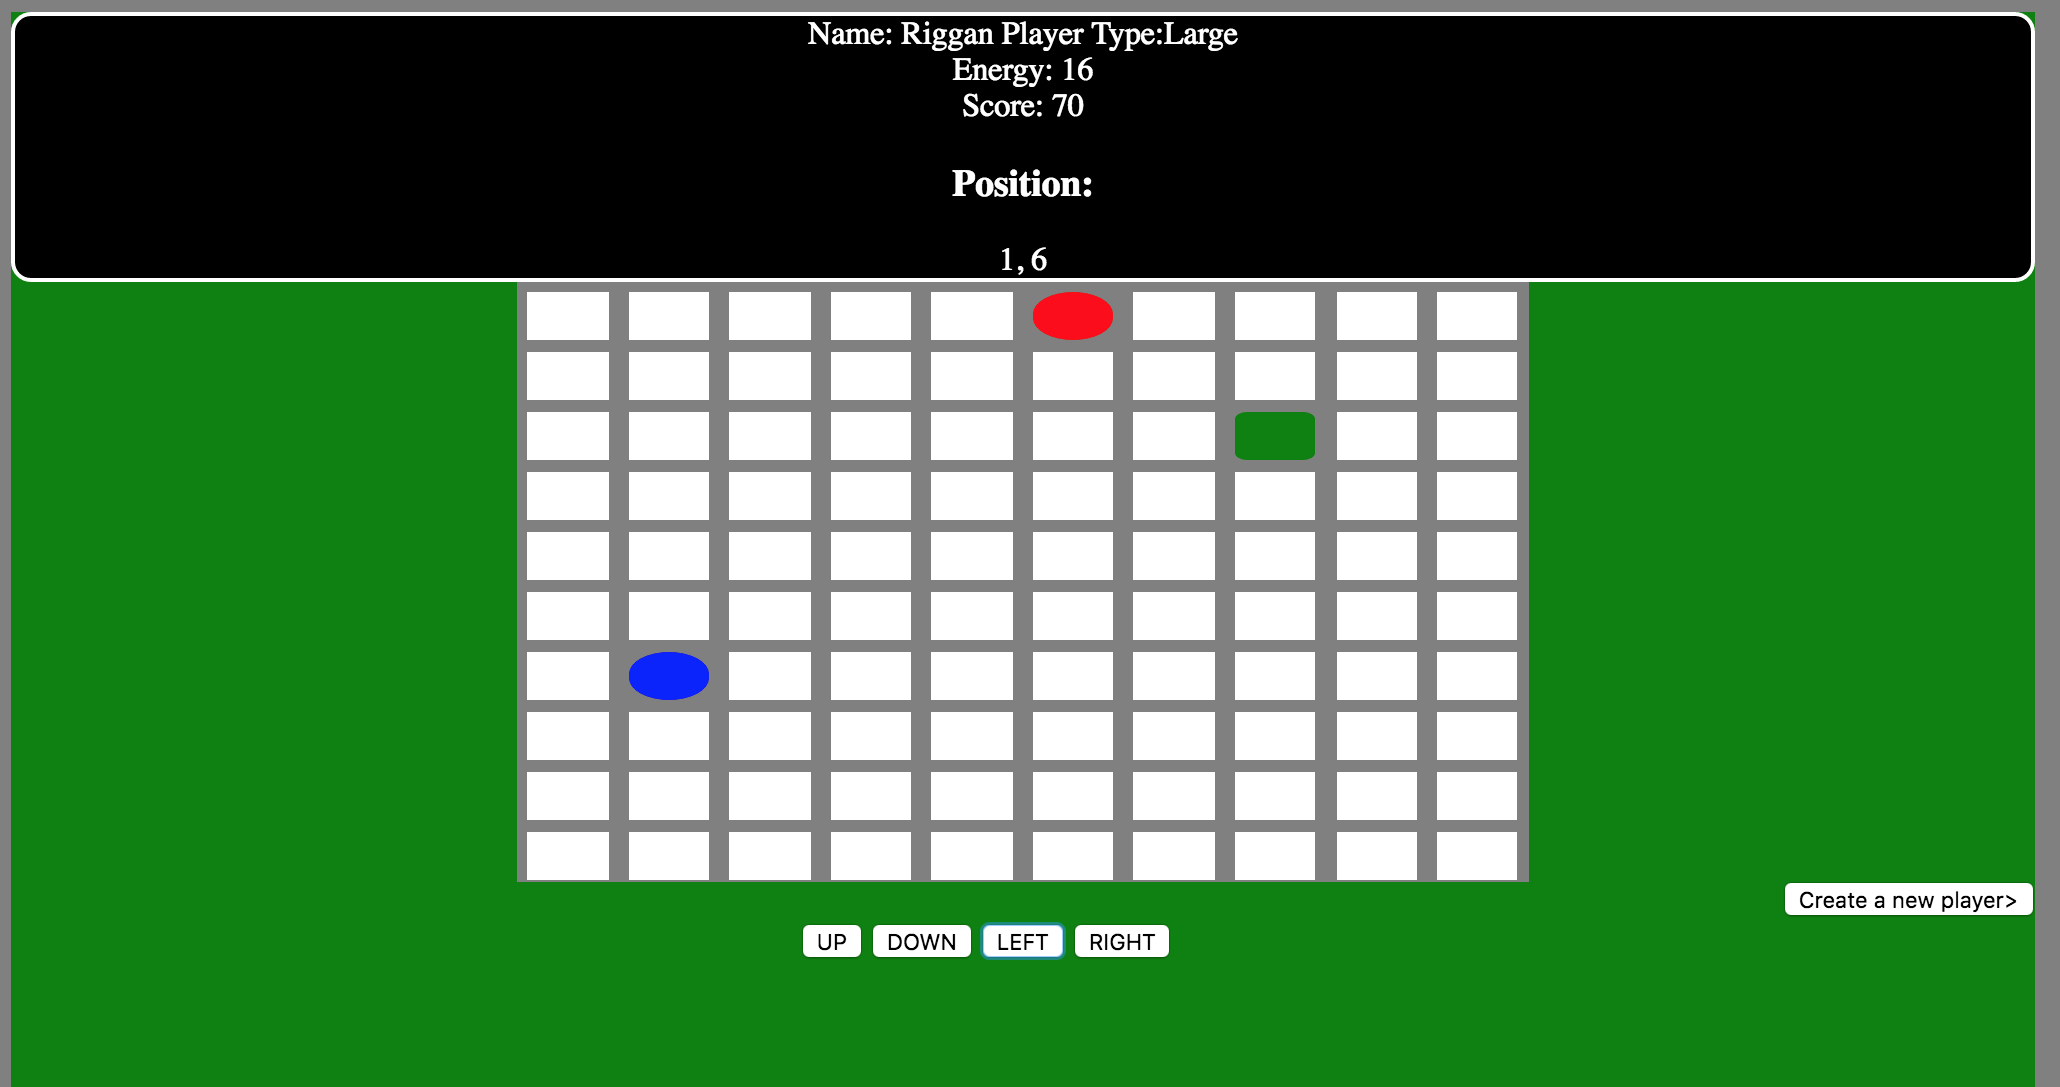 Name: Riggan Player Type:Large
Energy: 16
Score: 70
Position:
1, 6
Create a new player>
UP DOWN LEFT RIGHT